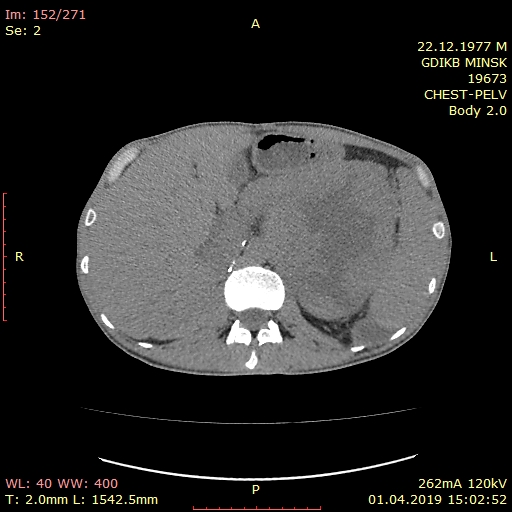 Im: 152/271
Se: 2
A
22.12.1977 M
GDIKB MINSK
19673
CHEST-PELV
Body 2.0
R
L
WL: 40 WW: 400
T: 2.0mm L: 1542.5mm
P
262mA 120kV
01.04.2019 15:02:52